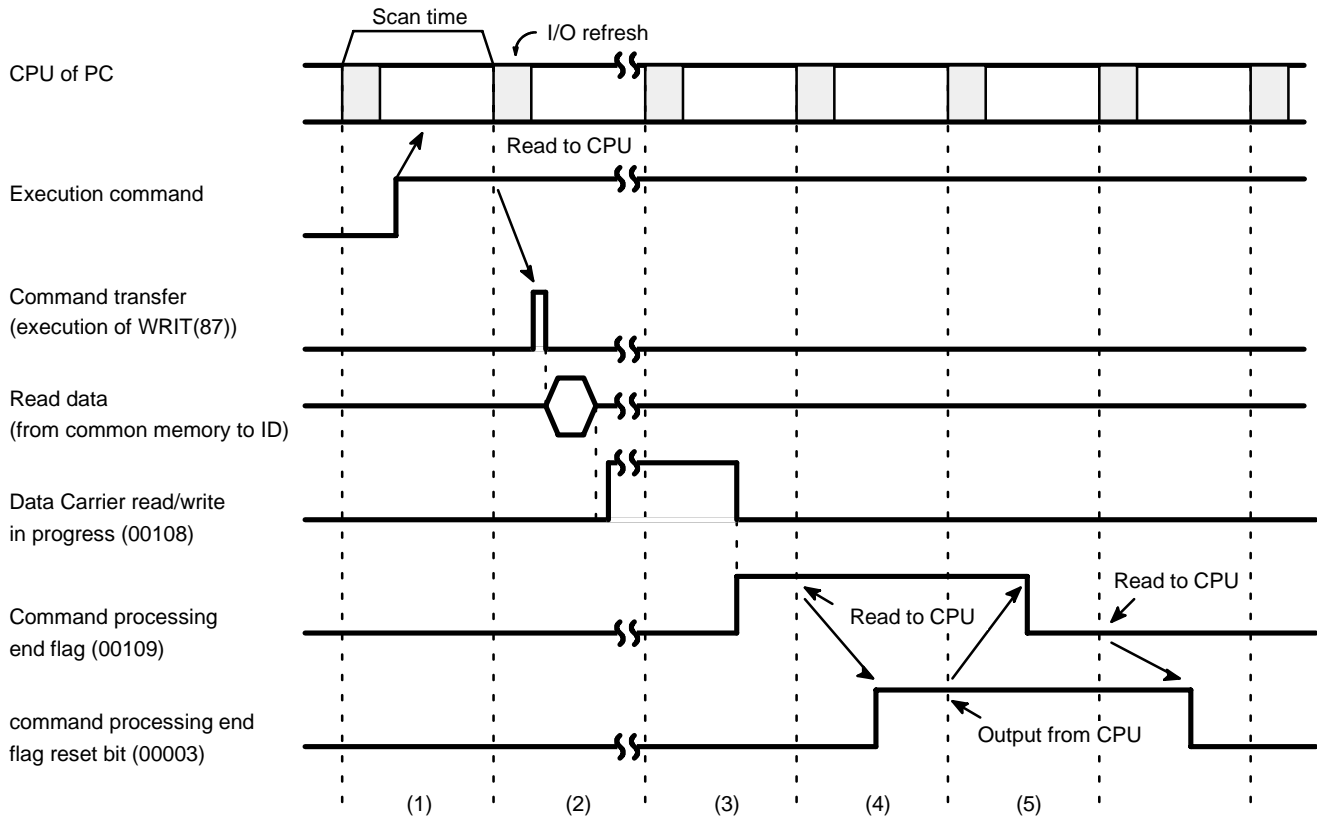 Scan time
I/O refresh
CPU of PC
Read to CPU
Execution command
Command transfer
(execution of WRIT(87))
Read data
(from common memory to ID)
Data Carrier read/write
in progress (00108)
Read to CPU
Command processing
end flag (00109)
Read to CPU
command processing end
flag reset bit (00003)
Output from CPU
(1) (2) (3) (4) (5)